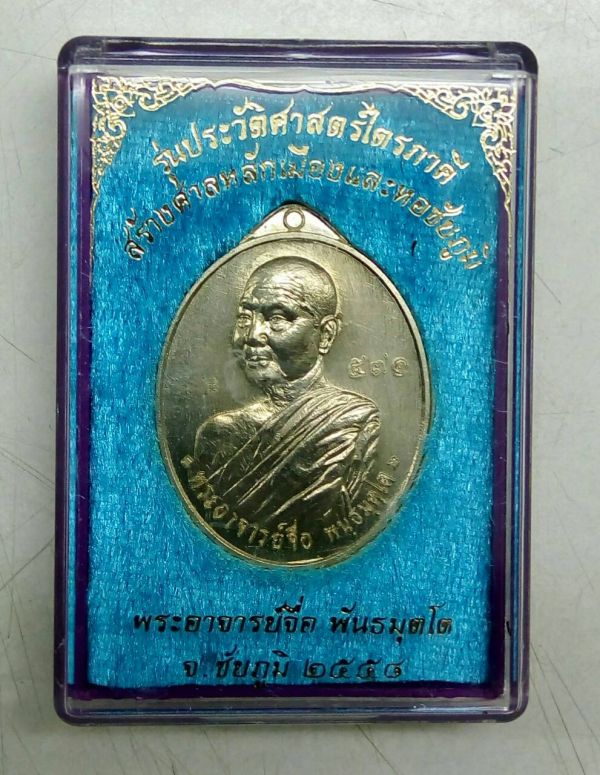 รุ่นประวัติศาสตร์ไตรภาคี
สร้างศาลหลักเมืองและหอชัยภูมิ
๕๗๑
พระอาจารย์จื่อ พันธมุตโต
พระอาจารย์จื่อ พันธมุตโต
จ.ชัยภูมิ ๒๕๕๘